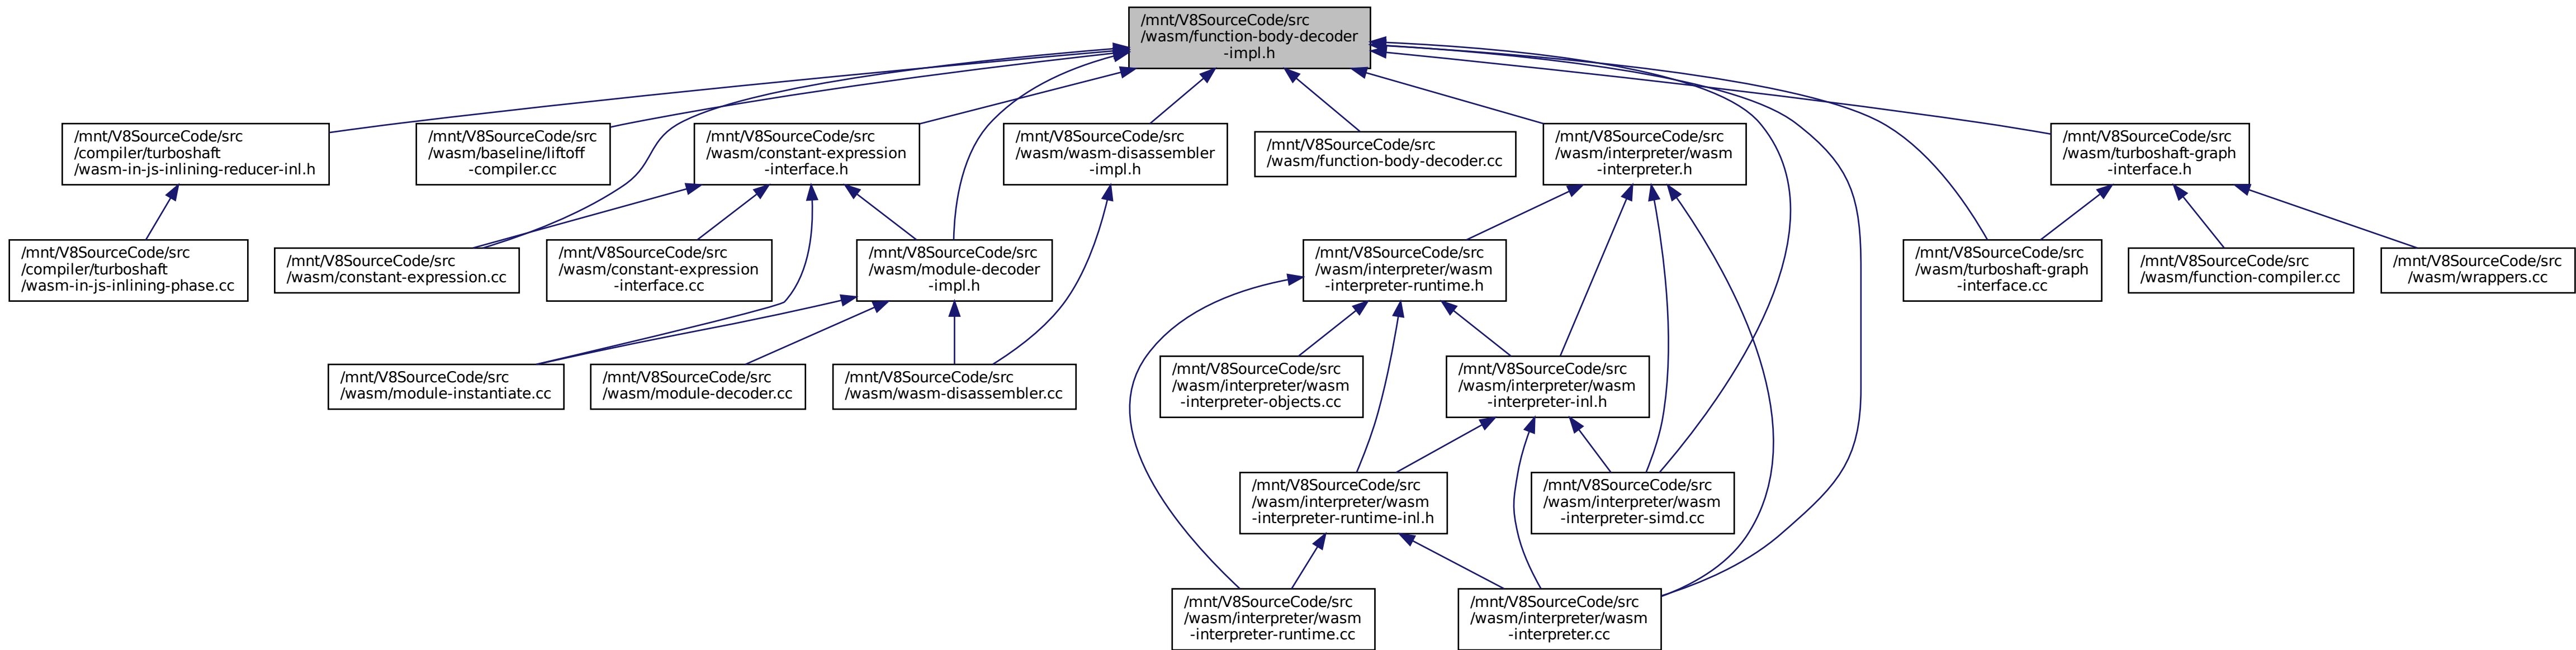 /mnt/V8SourceCode/src
/wasm/function-body-decoder
-impl.h
/mnt/V8SourceCode/src
/compiler/turboshaft
/wasm-in-js-inlining-reducer-inl.h
/mnt/V8SourceCode/src
/wasm/baseline/liftoff
-compiler.cc
/mnt/V8SourceCode/src
/wasm/constant-expression
-interface.h
/mnt/V8SourceCode/src
/wasm/wasm-disassembler
-impl.h
/mnt/V8SourceCode/src
/wasm/function-body-decoder.cc
/mnt/V8SourceCode/src
/wasm/interpreter/wasm
-interpreter.h
/mnt/V8SourceCode/src
/wasm/turboshaft-graph
-interface.h
/mnt/V8SourceCode/src
/compiler/turboshaft
/wasm-in-js-inlining-phase.cc
/mnt/V8SourceCode/src
/wasm/constant-expression.cc
/mnt/V8SourceCode/src
/wasm/constant-expression
-interface.cc
/mnt/V8SourceCode/src
/wasm/module-decoder
-impl.h
/mnt/V8SourceCode/src
/wasm/interpreter/wasm
-interpreter-runtime.h
/mnt/V8SourceCode/src
/wasm/turboshaft-graph
-interface.cc
/mnt/V8SourceCode/src
/wasm/function-compiler.cc
/mnt/V8SourceCode/src
/wasm/wrappers.cc
/mnt/V8SourceCode/src
/wasm/module-instantiate.cc
/mnt/V8SourceCode/src
/wasm/module-decoder.cc
/mnt/V8SourceCode/src
/wasm/wasm-disassembler.cc
/mnt/V8SourceCode/src
/wasm/interpreter/wasm
-interpreter-objects.cc
/mnt/V8SourceCode/src
/wasm/interpreter/wasm
-interpreter-inl.h
/mnt/V8SourceCode/src
/wasm/interpreter/wasm
-interpreter-runtime-inl.h
/mnt/V8SourceCode/src
/wasm/interpreter/wasm
-interpreter-simd.cc
/mnt/V8SourceCode/src
/wasm/interpreter/wasm
-interpreter-runtime.cc
/mnt/V8SourceCode/src
/wasm/interpreter/wasm
-interpreter.cc